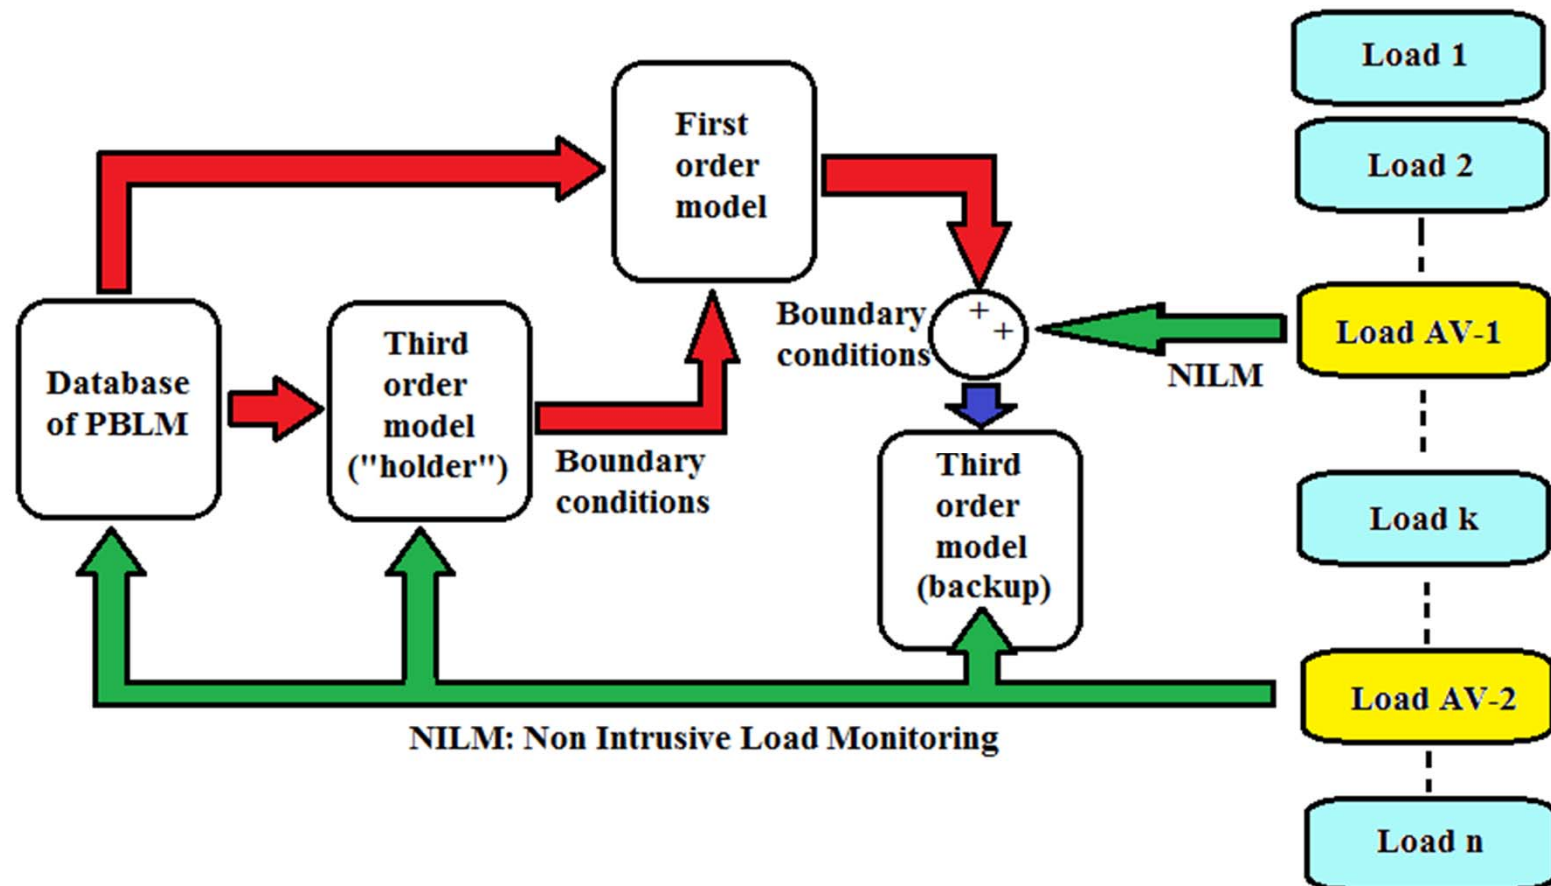 Load 1
First
order
model
Load 2
Boundary
conditions
+
+
Load AV-1
NILM
Third
order
model
("holder")
Database
of PBLM
Boundary
conditions
Third
order
model
(backup)
Load k
Load AV-2
NILM: Non Intrusive Load Monitoring
Load n